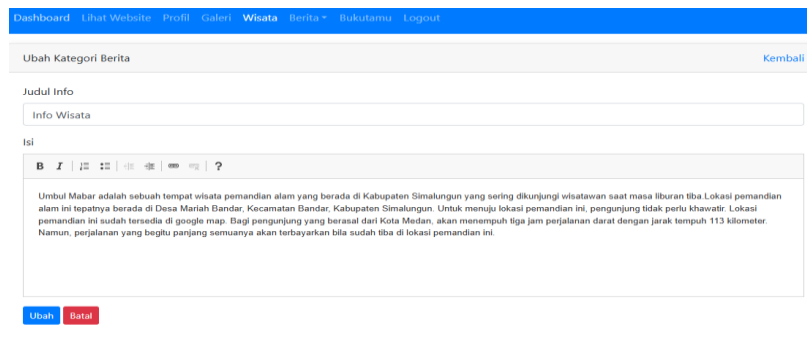 Dashboard Lihat Website Profil Galeri Wisata Berita Bukutamu Logout
Ubah Kategori Berita Kembali
Judul Info
Info Wisata
Isi
B I ?
Umbul Mabar adalah sebuah tempat wisata pemandian alam yang berada di Kabupaten Simalungun yang sering dikunjungi wisatawan saat masa liburan tiba.Lokasi pemandian
alam ini tepatnya berada di Desa Mariah Bandar, Kecamatan Bandar, Kabupaten Simalungun. Untuk menuju lokasi pemandian ini, pengunjung tidak perlu khawatir. Lokasi
pemandian ini sudah tersedia di google map. Bagi pengunjung yang berasal dari Kota Medan, akan menempuh tiga jam perjalanan darat dengan jarak tempuh 113 kilometer.
Namun, perjalanan yang begitu panjang semuanya akan terbayarkan bila sudah tiba di lokasi pemandian ini.
Ubah Batal